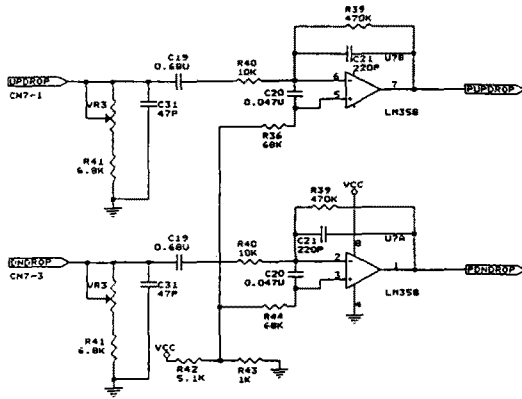 R39
470K
C19
0.68U
R40
10K
C21
220P
U7B
UPDROP
CN7-1
6
5
7
PUPDROP
C20
0.047U
LM358
VR3
C31
47P
R36
68K
R41
6.8K
R39
470K
VCC
C19
0.68U
R40
10K
C21
220P
8
U7A
DNDROP
CN7-3
2
3
1
PDNDROP
C20
0.047U
LM358
4
VR3
C31
47P
R44
68K
R41
6.8K
VCC
R42
5.1K
R43
1K